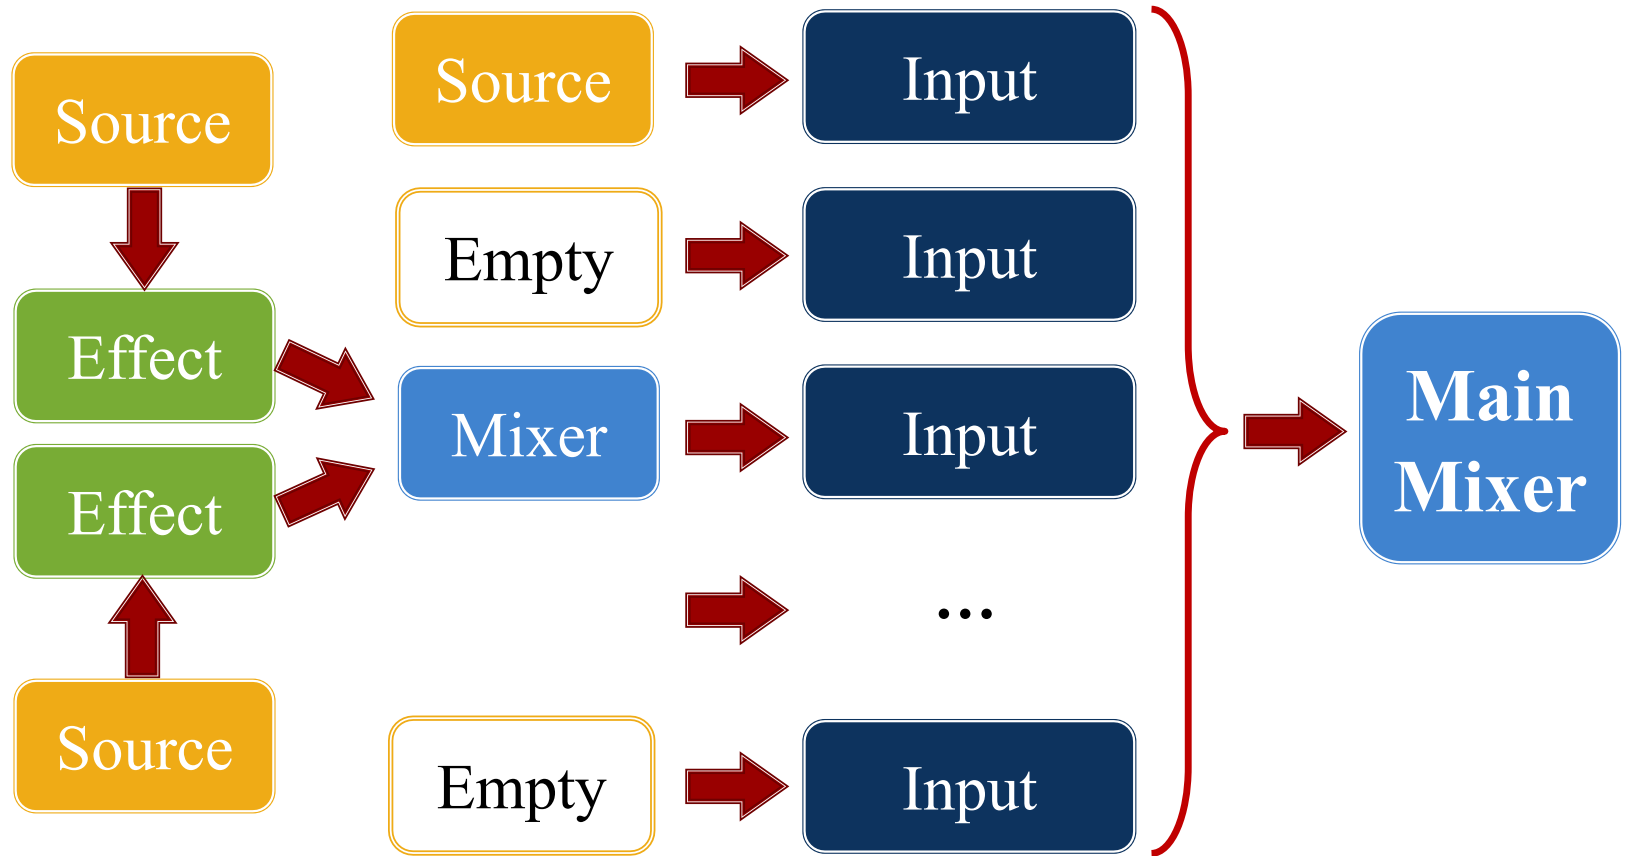 Source
Input
Source
Empty
Input
Effect
Mixer
Input
Main
Mixer
Effect
...
Source
Empty
Input